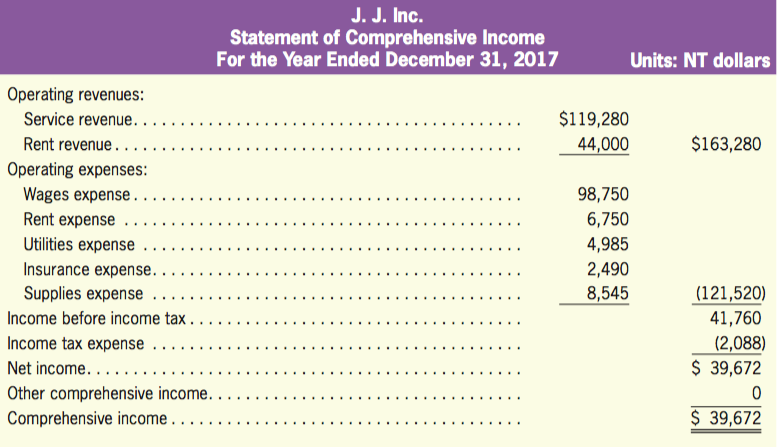 J. J. Inc.
Statement of Comprehensive Income
For the Year Ended December 31, 2017 Units: NT dollars
Operating revenues:
Service revenue. . . . . . . . . . . . . . . . . . . . . . . . . . . . . . . . . . . . . . . . $119,280
Rent revenue. . . . . . . . . . . . . . . . . . . . . . . . . . . . . . . . . . . . . . . . . . 44,000 $163,280
Operating expenses:
Wages expense. . . . . . . . . . . . . . . . . . . . . . . . . . . . . . . . . . . . . . . . 98,750
Rent expense . . . . . . . . . . . . . . . . . . . . . . . . . . . . . . . . . . . . . . . . . 6,750
Utilities expense . . . . . . . . . . . . . . . . . . . . . . . . . . . . . . . . . . . . . . . 4,985
Insurance expense. . . . . . . . . . . . . . . . . . . . . . . . . . . . . . . . . . . . . . 2,490
Supplies expense . . . . . . . . . . . . . . . . . . . . . . . . . . . . . . . . . . . . . . 8,545 (121,520)
Income before income tax . . . . . . . . . . . . . . . . . . . . . . . . . . . . . . . . . . 41,760
Income tax expense . . . . . . . . . . . . . . . . . . . . . . . . . . . . . . . . . . . . . . (2,088)
Net income. . . . . . . . . . . . . . . . . . . . . . . . . . . . . . . . . . . . . . . . . . . . $ 39,672
Other comprehensive income. . . . . . . . . . . . . . . . . . . . . . . . . . . . . . . . 0
Comprehensive income . . . . . . . . . . . . . . . . . . . . . . . . . . . . . . . . . . . . $ 39,672